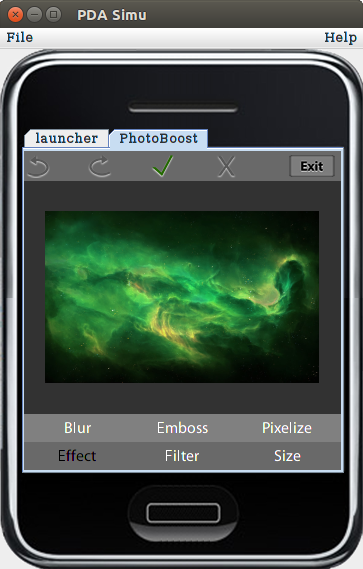 PDA Simu
File Help
launcher PhotoBoost
Exit
Blur Emboss Pixelize
Effect Filter Size